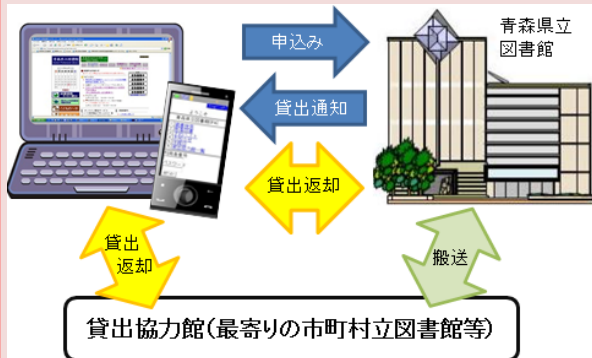 申込み
青森県立
図書館
貸出通知
貸出返却
貸出
返却
搬送
貸出協力館(最寄りの市町村立図書館等)